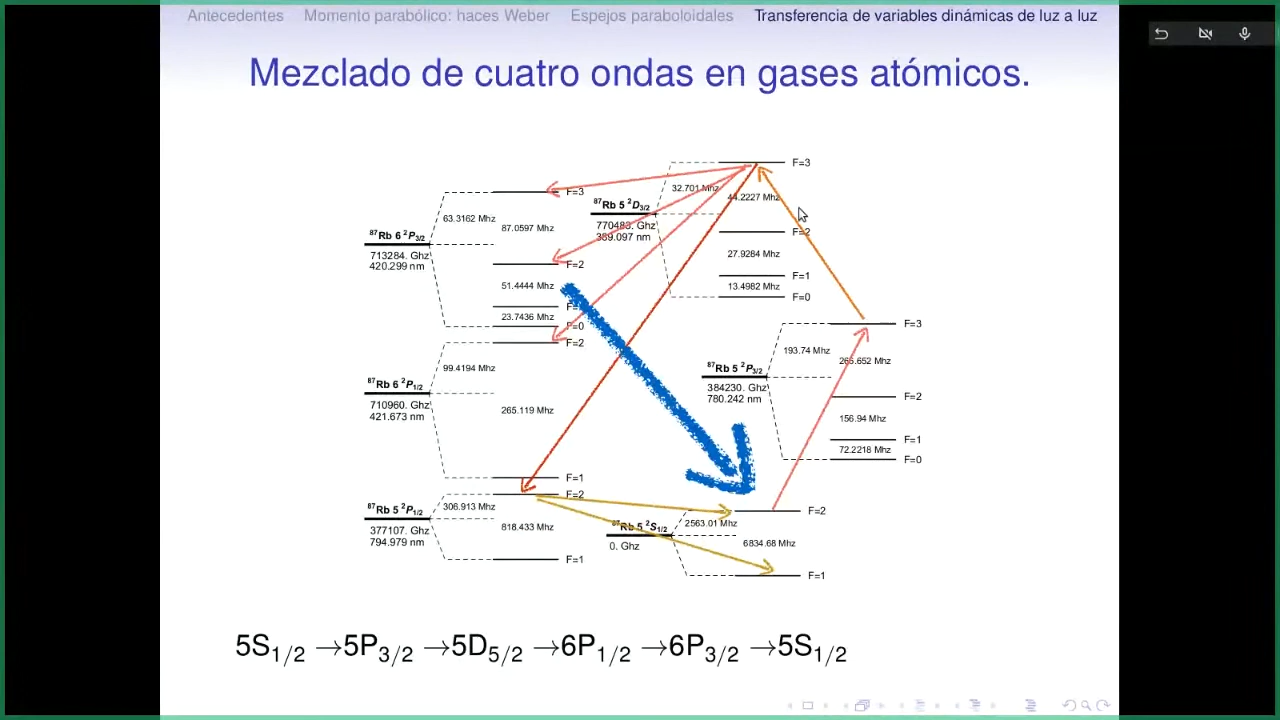 Antecedentes Momento parabólico: haces Weber Espejos paraboloidales Transferencia de variables dinámicas de luz a luz
Mezclado de cuatro ondas en gases atómicos.
F=3
63.3162 Mhz
87.0597 Mhz
87Rb 6 2P3/2
713284. Ghz
420.299 nm
F=2
51.4444 Mhz
23.7436 Mhz
F=0
F=2
99.4194 Mhz
87Rb 6 2P1/2
710960. Ghz
421.673 nm
265.119 Mhz
F=1
F=2
306.913 Mhz
87Rb 5 2P1/2
818.433 Mhz
377107. Ghz
794.979 nm
F=1
F=3
32.701 Mhz
44.2227 Mhz
87Rb 5 2D3/2
770483. Ghz
389.097 nm
F=2
27.9284 Mhz
F=1
13.4982 Mhz
F=0
F=3
193.74 Mhz
265.652 Mhz
87Rb 5 2P3/2
384230. Ghz
780.242 nm
F=2
156.94 Mhz
F=1
72.2218 Mhz
F=0
F=2
2563.01 Mhz
87Rb 5 2S1/2
0. Ghz
6834.68 Mhz
F=1
5S1/2 →5P3/2 →5D5/2 →6P1/2 →6P3/2 →5S1/2